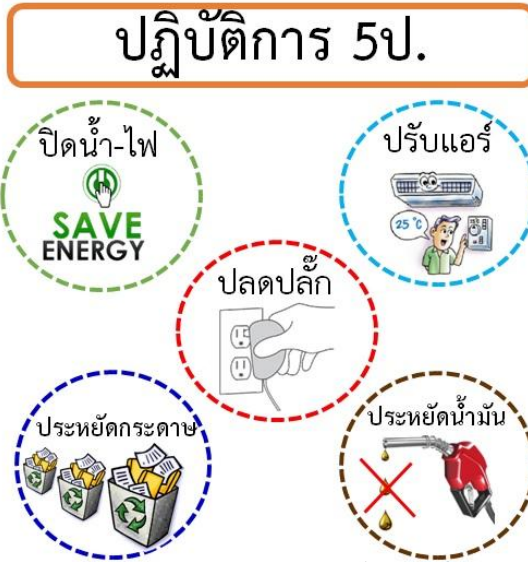 ปฏิบัติการ 5ป.
ปิดน้ำ-ไฟ
SAVE
ENERGY
ปรับแอร์
25 °C
ปลดปลั๊ก
ประหยัดกระดาษ
ประหยัดน้ำมัน